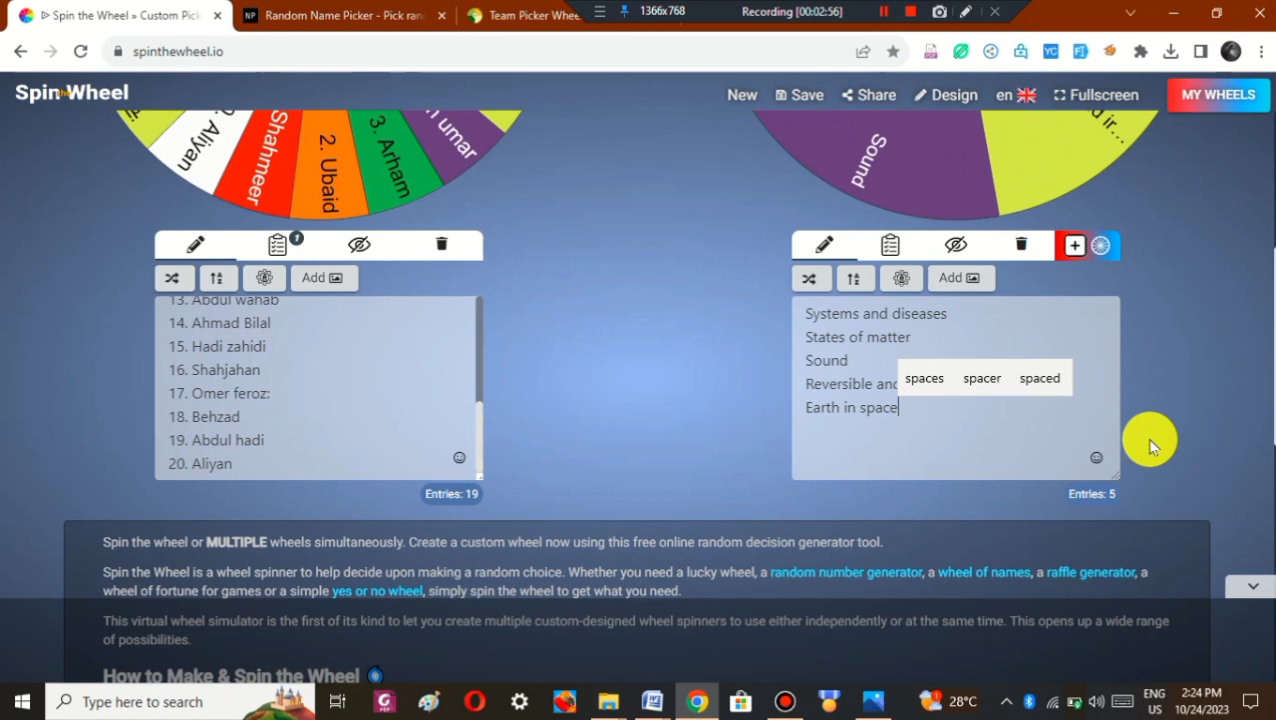 Spin the Wheel » Custom Pick
Random Name Picker - Pick ran
Team Picker Whee
1366x768
Recording [00:02:56]
spinthewheel.io
Spin the Wheel
New
Save
Share
Design
en
Fullscreen
MY WHEELS
Aliyan
Shahmeer
2. Ubaid
3. Arham
umar
Sound
d ir...
1
Add
Add
13. Abdul wahab
14. Ahmad Bilal
15. Hadi zahidi
16. Shahjahan
17. Omer feroz:
18. Behzad
19. Abdul hadi
20. Aliyan
Entries: 19
Systems and diseases
States of matter
Sound
Reversible and
Earth in space
spaces spacer spaced
Entries: 5
Spin the wheel or MULTIPLE wheels simultaneously. Create a custom wheel now using this free online random decision generator tool.
Spin the Wheel is a wheel spinner to help decide upon making a random choice. Whether you need a lucky wheel, a random number generator, a wheel of names, a raffle generator, a
wheel of fortune for games or a simple yes or no wheel, simply spin the wheel to get what you need.
This virtual wheel simulator is the first of its kind to let you create multiple custom-designed wheel spinners to use either independently or at the same time. This opens up a wide range
of possibilities.
How to Make & Spin the Wheel
Type here to search
28°C
ENG
US
2:24 PM
10/24/2023